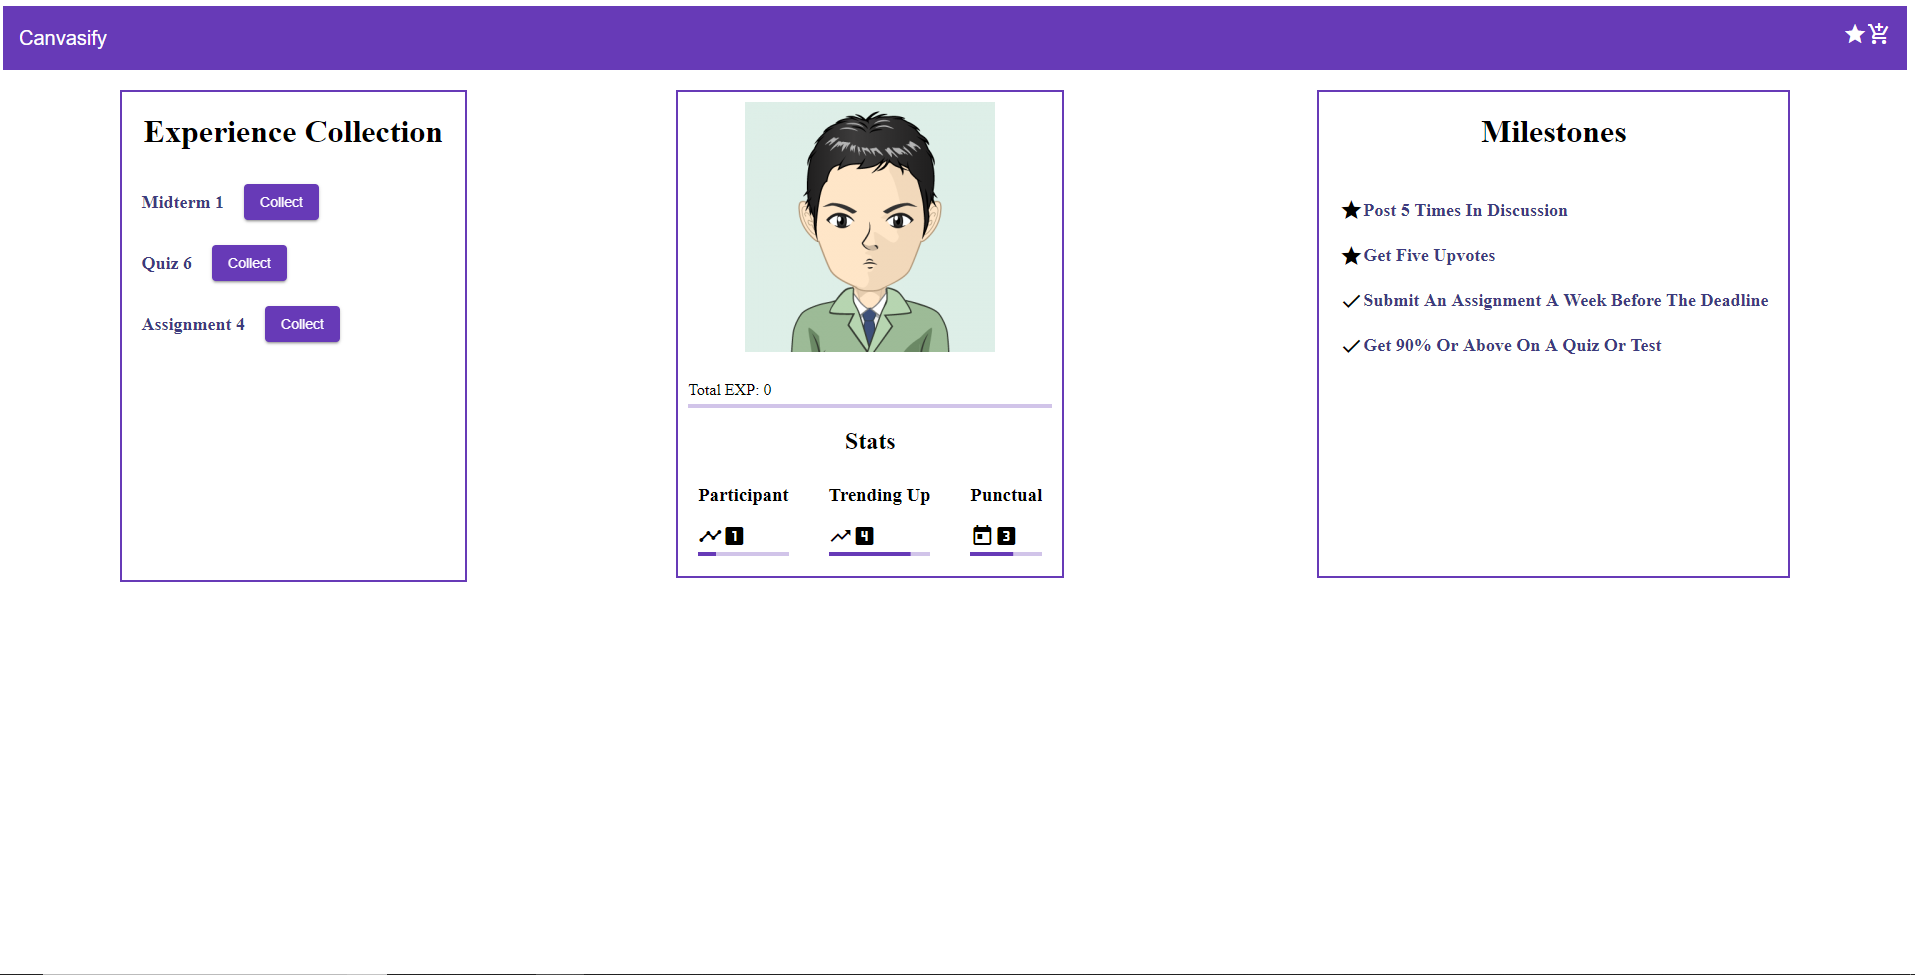 Canvasify
Experience Collection
Midterm 1 Collect
Quiz 6 Collect
Assignment 4 Collect
Total EXP: 0
Stats
Participant Trending Up Punctual
1 4 3
Milestones
Post 5 Times In Discussion
Get Five Upvotes
Submit An Assignment A Week Before The Deadline
Get 90% Or Above On A Quiz Or Test